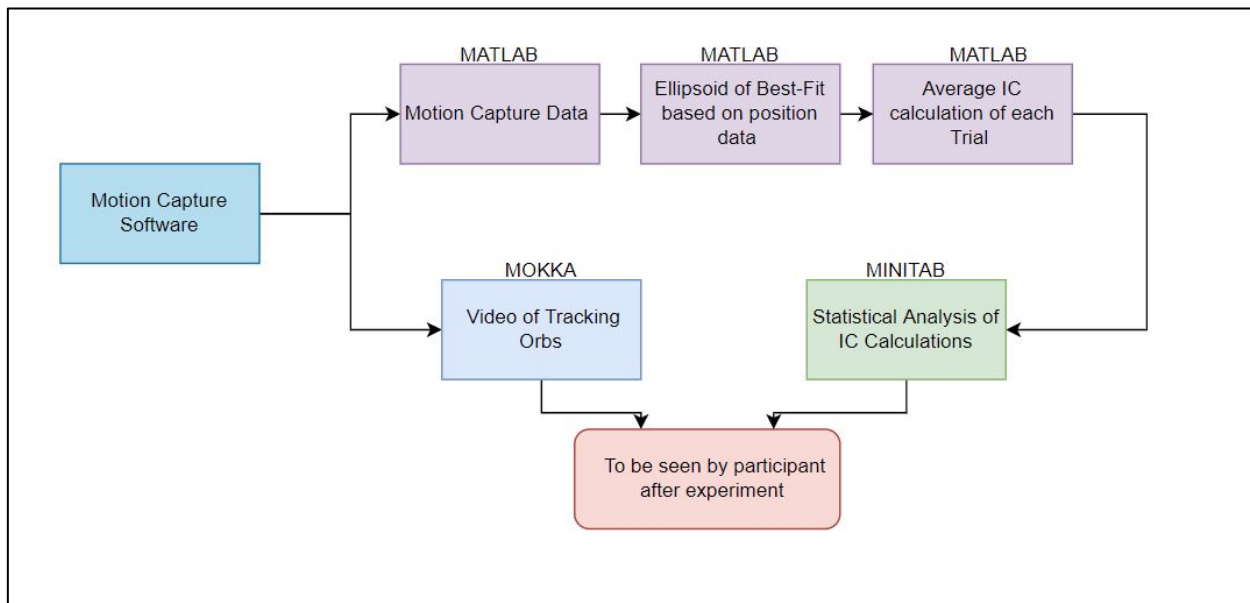 MATLAB
Motion Capture Data
MATLAB
Ellipsoid of Best-Fit
based on position
data
MATLAB
Average IC
calculation of each
Trial
Motion Capture
Software
MOKKA
Video of Tracking
Orbs
MINITAB
Statistical Analysis of
IC Calculations
To be seen by participant
after experiment